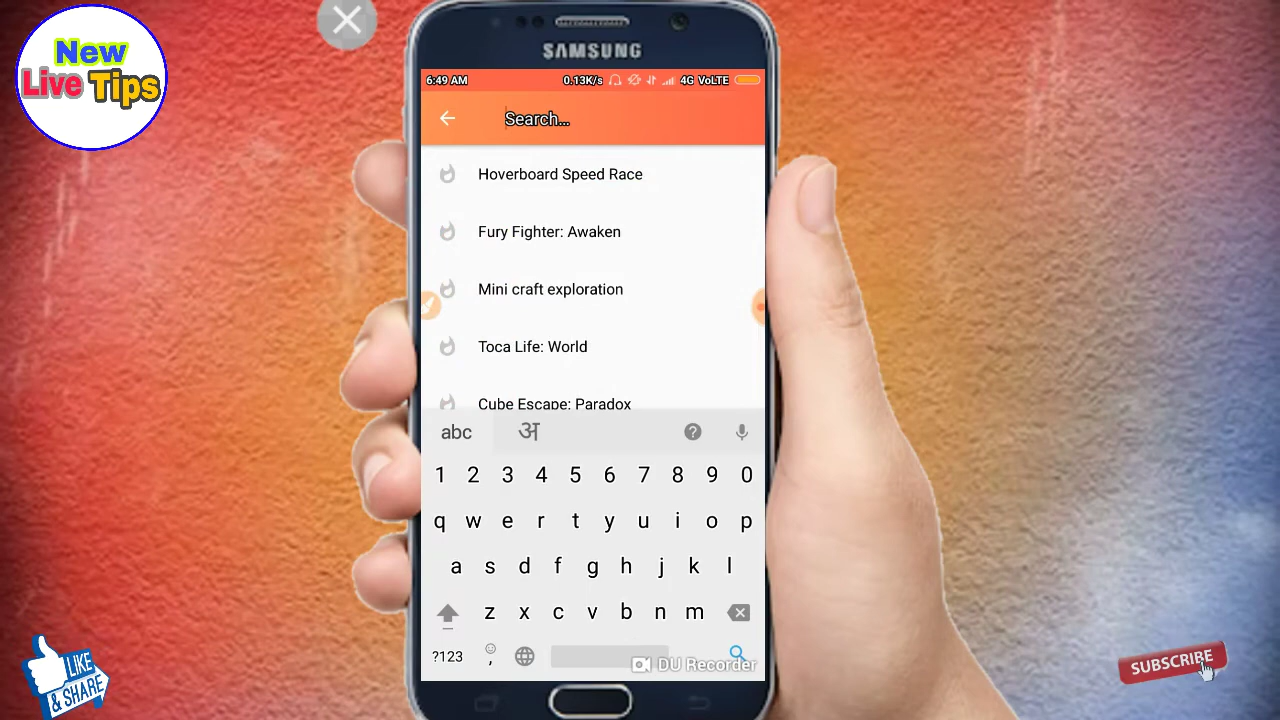 New
Live Tips
SAMSUNG
6:49 AM
0.13K/s
4G VoLTE
Search...
Hoverboard Speed Race
Fury Fighter: Awaken
Mini craft exploration
Toca Life: World
Cube Escape: Paradox
abc अ ?
1 2 3 4 5 6 7 8 9 0
q w e r t y u i o p
a s d f g h j k l
z x c v b n m
?123 ,
DU Recorder
LIKE
& SHARE
SUBSCRIBE